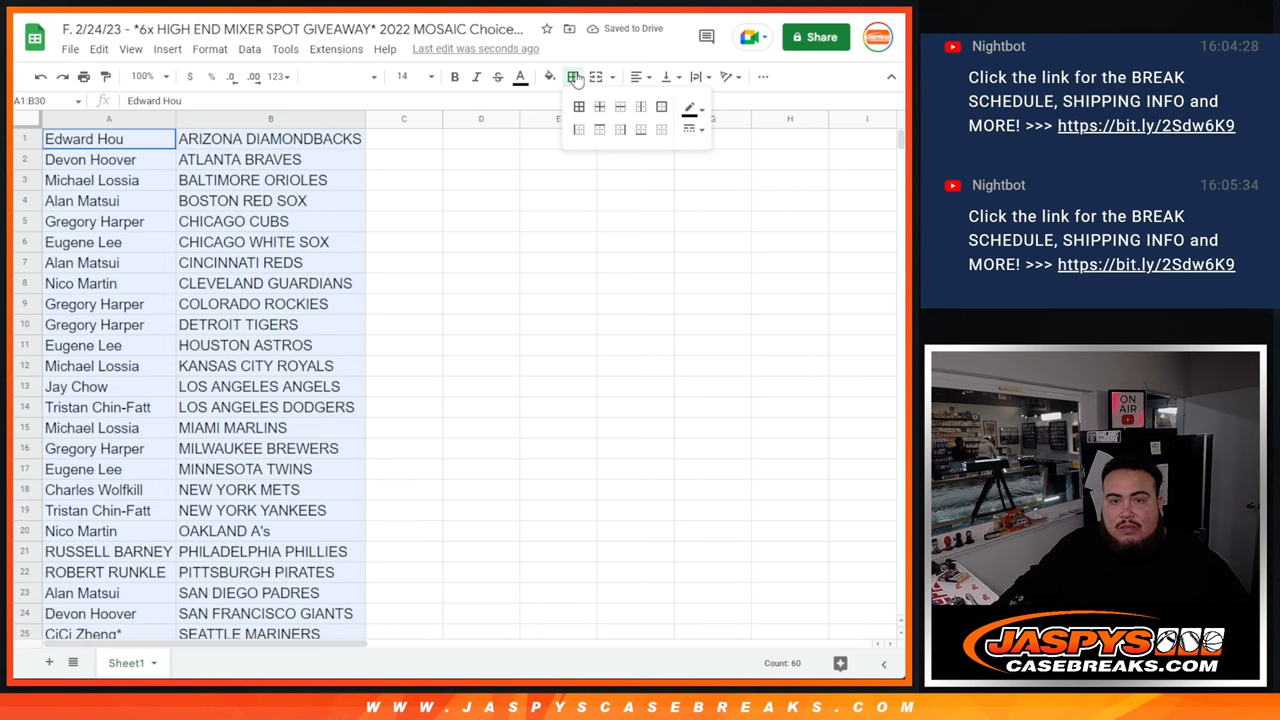 F. 2/24/23 - *6x HIGH END MIXER SPOT GIVEAWAY* 2022 MOSAIC Choice...
Saved to Drive
Share
File Edit View Insert Format Data Tools Extensions Help Last edit was seconds ago
100% $ % .0 .00 123 14 B I S A
A1:B30 fx Edward Hou
A B C D E G H I
1 Edward Hou ARIZONA DIAMONDBACKS
2 Devon Hoover ATLANTA BRAVES
3 Michael Lossia BALTIMORE ORIOLES
4 Alan Matsui BOSTON RED SOX
5 Gregory Harper CHICAGO CUBS
6 Eugene Lee CHICAGO WHITE SOX
7 Alan Matsui CINCINNATI REDS
8 Nico Martin CLEVELAND GUARDIANS
9 Gregory Harper COLORADO ROCKIES
10 Gregory Harper DETROIT TIGERS
11 Eugene Lee HOUSTON ASTROS
12 Michael Lossia KANSAS CITY ROYALS
13 Jay Chow LOS ANGELES ANGELS
14 Tristan Chin-Fatt LOS ANGELES DODGERS
15 Michael Lossia MIAMI MARLINS
16 Gregory Harper MILWAUKEE BREWERS
17 Eugene Lee MINNESOTA TWINS
18 Charles Wolfkill NEW YORK METS
19 Tristan Chin-Fatt NEW YORK YANKEES
20 Nico Martin OAKLAND A's
21 RUSSELL BARNEY PHILADELPHIA PHILLIES
22 ROBERT RUNKLE PITTSBURGH PIRATES
23 Alan Matsui SAN DIEGO PADRES
24 Devon Hoover SAN FRANCISCO GIANTS
25 CiCi Zheng* SEATTLE MARINERS
Sheet1
Count: 60
Nightbot 16:04:28
Click the link for the BREAK
SCHEDULE, SHIPPING INFO and
MORE! >>> https://bit.ly/2Sdw6K9
Nightbot 16:05:34
Click the link for the BREAK
SCHEDULE, SHIPPING INFO and
MORE! >>> https://bit.ly/2Sdw6K9
ON
AIR
JASPYS
CASEBREAKS.COM
WWW.JASPYSCASEBREAKS.COM